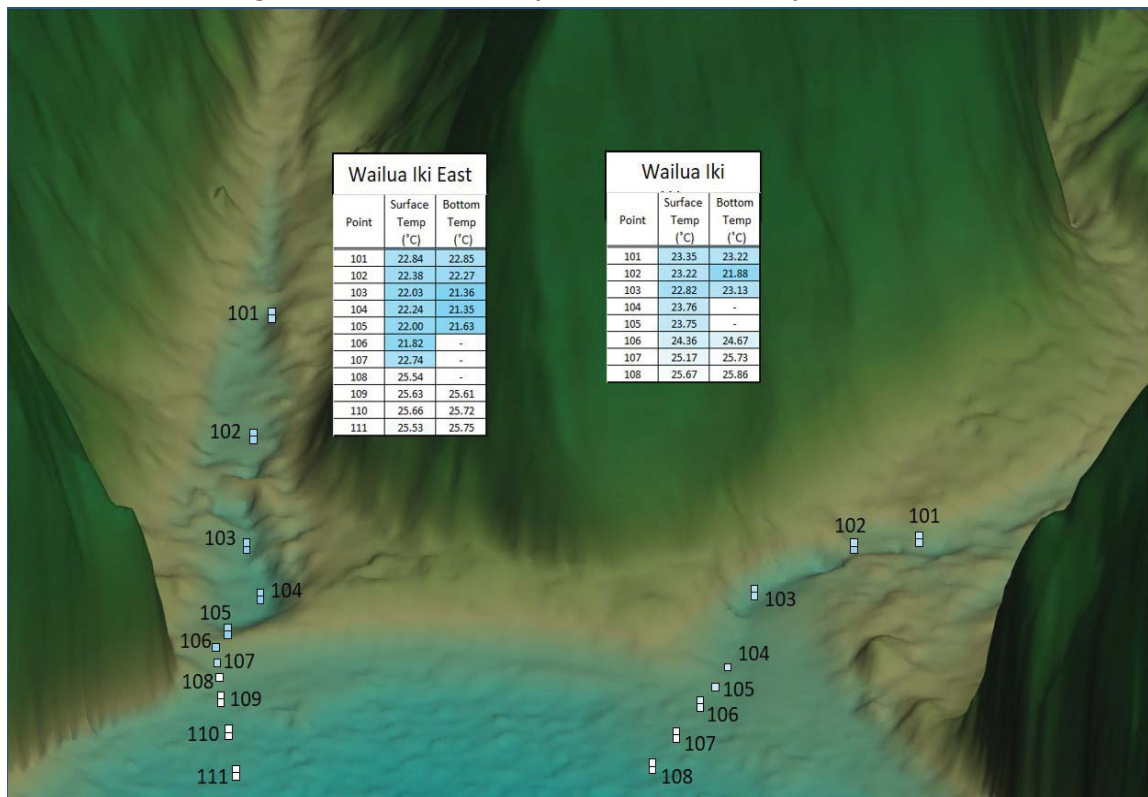 Wailua Iki East
Point Surface Temp (˚C) Bottom Temp (˚C)
101 22.84 22.85
102 22.38 22.27
103 22.03 21.36
104 22.24 21.35
105 22.00 21.63
106 21.82 -
107 22.74 -
108 25.54 -
109 25.63 25.61
110 25.66 25.72
111 25.53 25.75
Wailua Iki
Point Surface Temp (˚C) Bottom Temp (˚C)
101 23.35 23.22
102 23.22 21.88
103 22.82 23.13
104 23.76 -
105 23.75 -
106 24.36 24.67
107 25.17 25.73
108 25.67 25.86
101
102
103
104
105
106
107
108
109
110
111
101
102
103
104
105
106
107
108